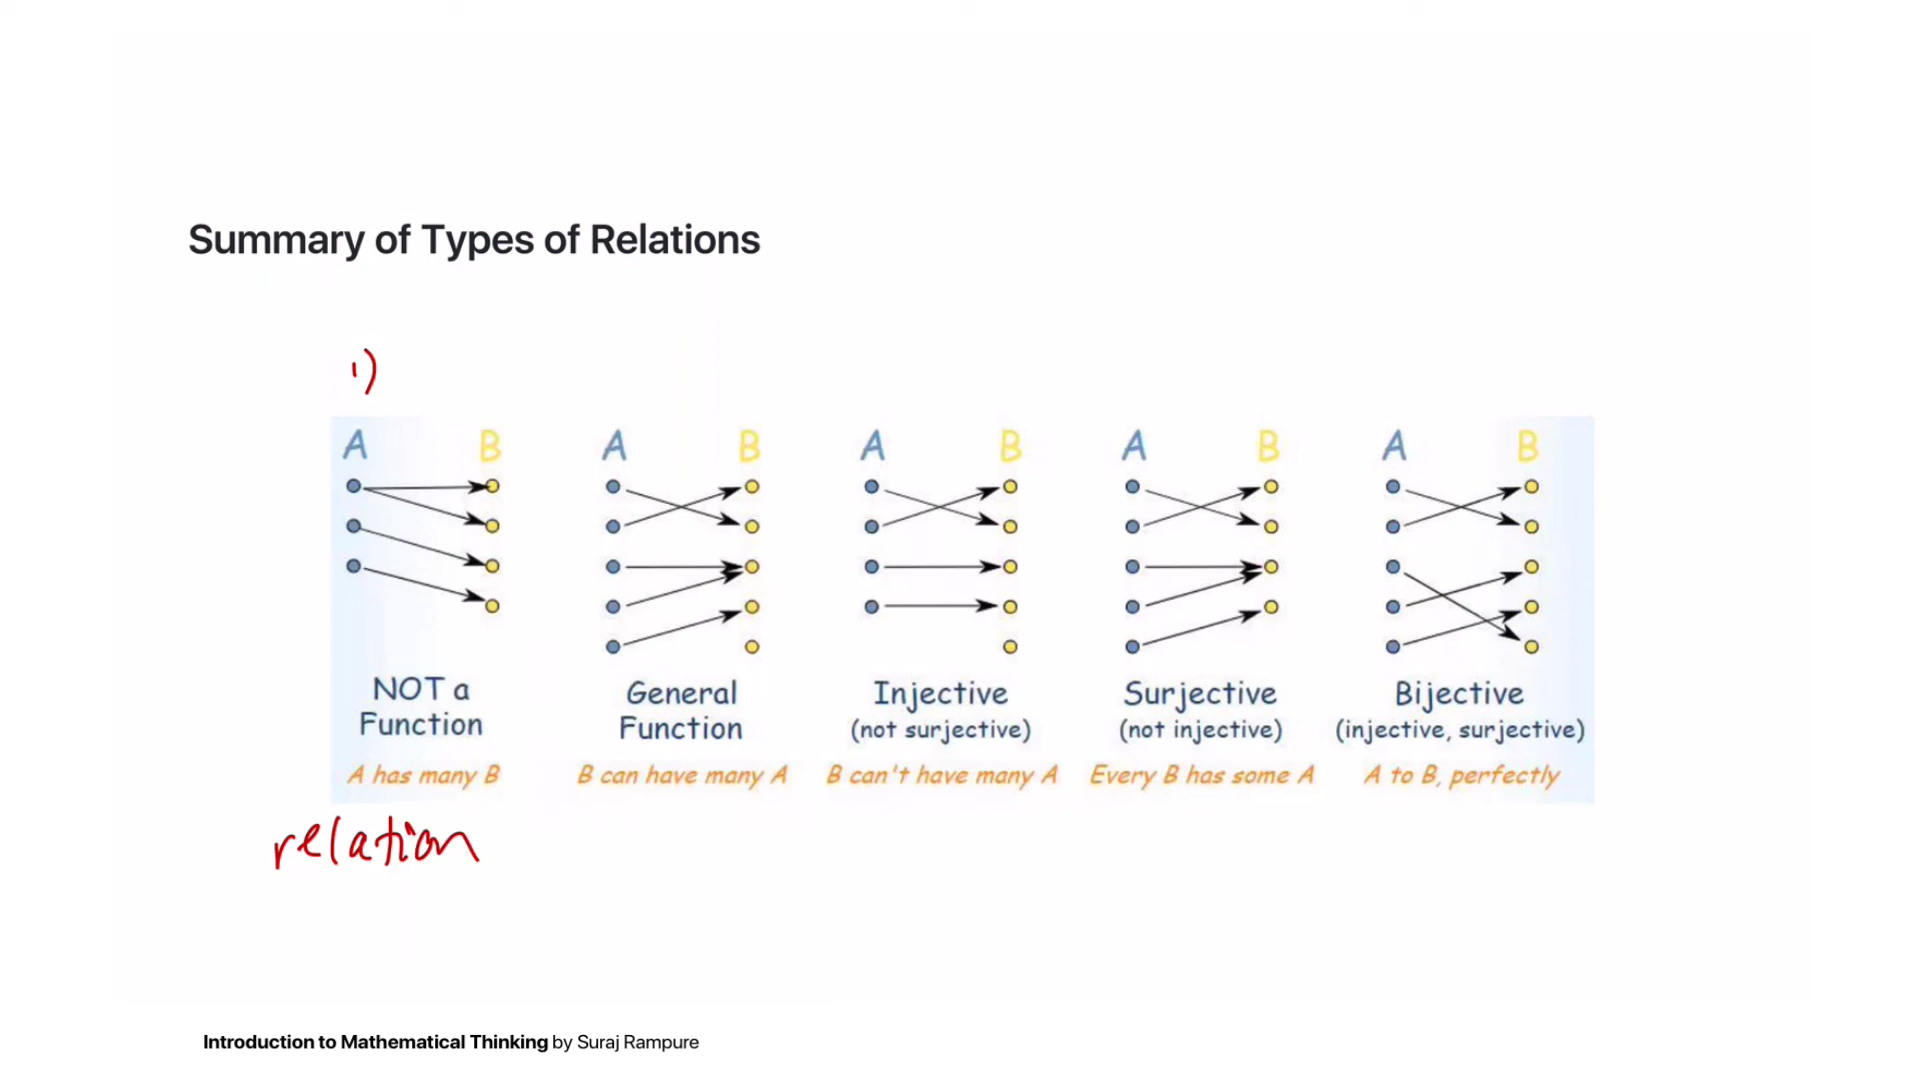 Summary of Types of Relations
1)
A B A B A B A B A B
NOT a Function
General Function
Injective (not surjective)
Surjective (not injective)
Bijective (injective, surjective)
A has many B
B can have many A
B can't have many A
Every B has some A
A to B, perfectly
relation
Introduction to Mathematical Thinking by Suraj Rampure